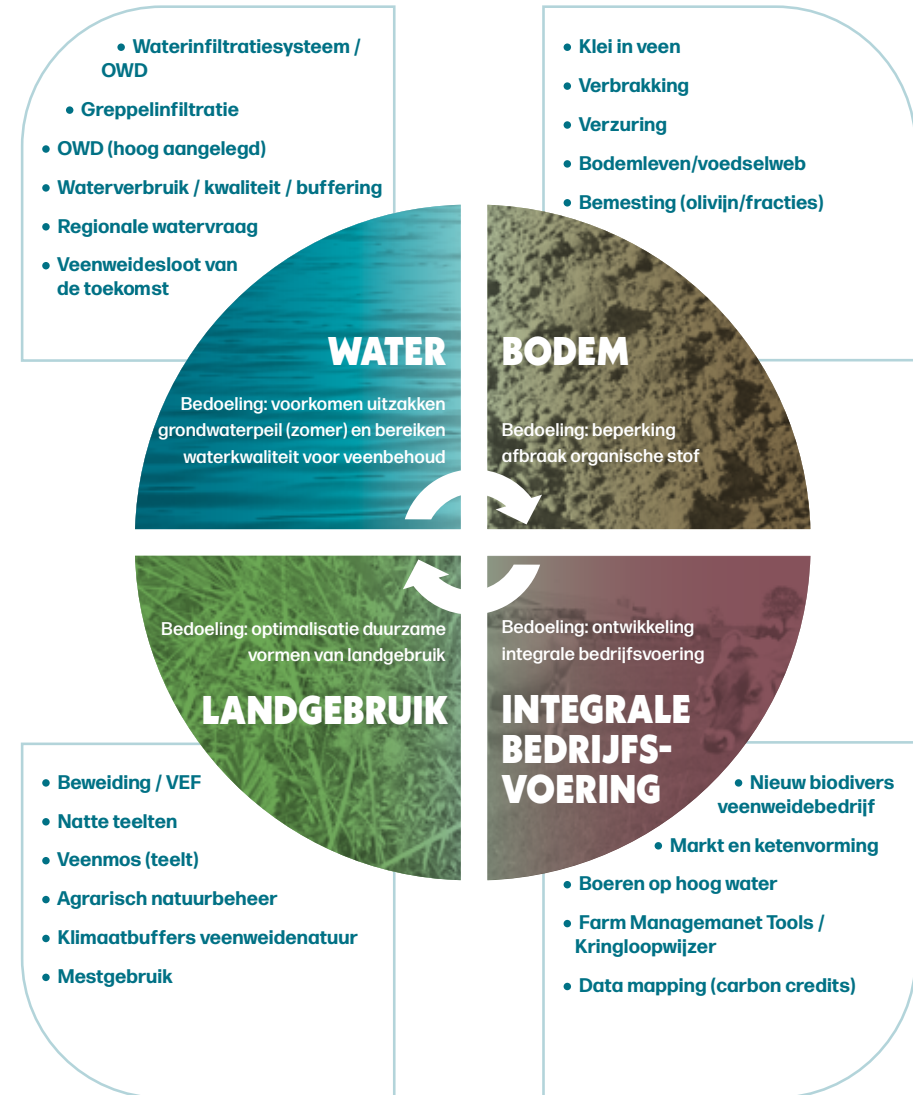 • Waterinfiltratiesysteem /
OWD
• Greppelinfiltratie
• OWD (hoog aangelegd)
• Waterverbruik / kwaliteit / buffering
• Regionale watervraag
• Veenweidesloot van
de toekomst
• Klei in veen
• Verbrakking
• Verzuring
• Bodemleven/voedselweb
• Bemesting (olivijn/fracties)
WATER
Bedoeling: voorkomen uitzakken
grondwaterpeil (zomer) en bereiken
waterkwaliteit voor veenbehoud
BODEM
Bedoeling: beperking
afbraak organische stof
Bedoeling: optimalisatie duurzame
vormen van landgebruik
LANDGEBRUIK
Bedoeling: ontwikkeling
integrale bedrijfsvoering
INTEGRALE
BEDRIJFS-
VOERING
• Beweiding / VEF
• Natte teelten
• Veenmos (teelt)
• Agrarisch natuurbeheer
• Klimaatbuffers veenweidenatuur
• Mestgebruik
• Nieuw biodivers
veenweidebedrijf
• Markt en ketenvorming
• Boeren op hoog water
• Farm Managemanet Tools /
Kringloopwijzer
• Data mapping (carbon credits)